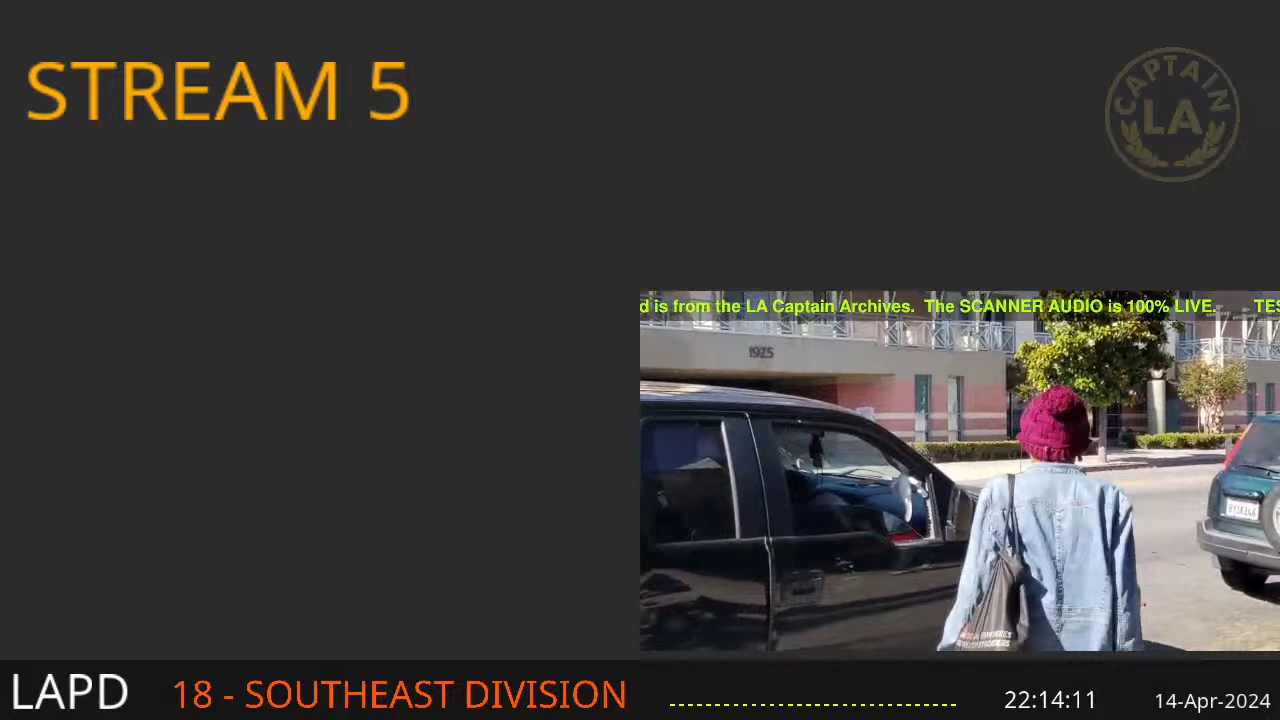 STREAM 5
CAPTAIN
LA
d is from the LA Captain Archives. The SCANNER AUDIO is 100% LIVE. TES
1925
LAPD 18 - SOUTHEAST DIVISION 22:14:11 14-Apr-2024